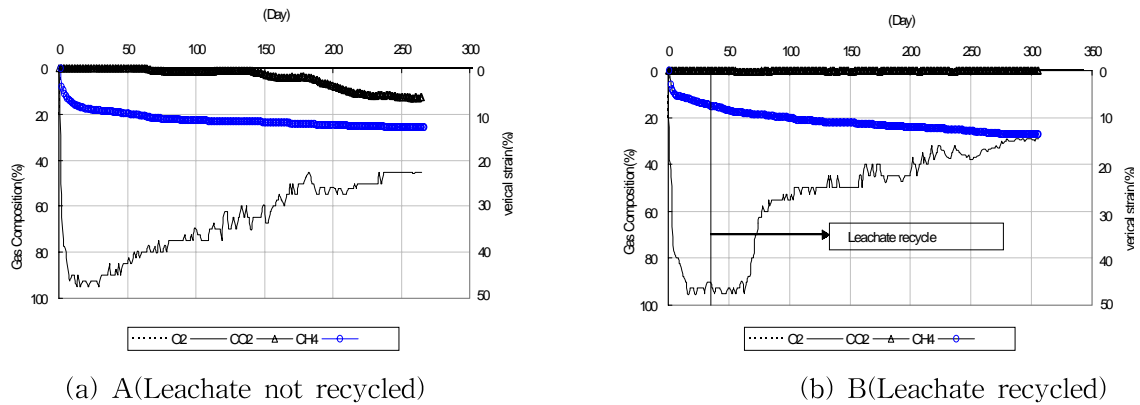 (Day)
0 50 100 150 200 250 300
0 20 40 60 80 100
Gas Composition(%)
0 10 20 30 40 50
verical strain(%)
O2 CO2 CH4
(a) A(Leachate not recycled)
(Day)
0 50 100 150 200 250 300 350
0 20 40 60 80 100
Gas Composition(%)
0 10 20 30 40 50
verical strain(%)
Leachate recycle
O2 CO2 CH4
(b) B(Leachate recycled)